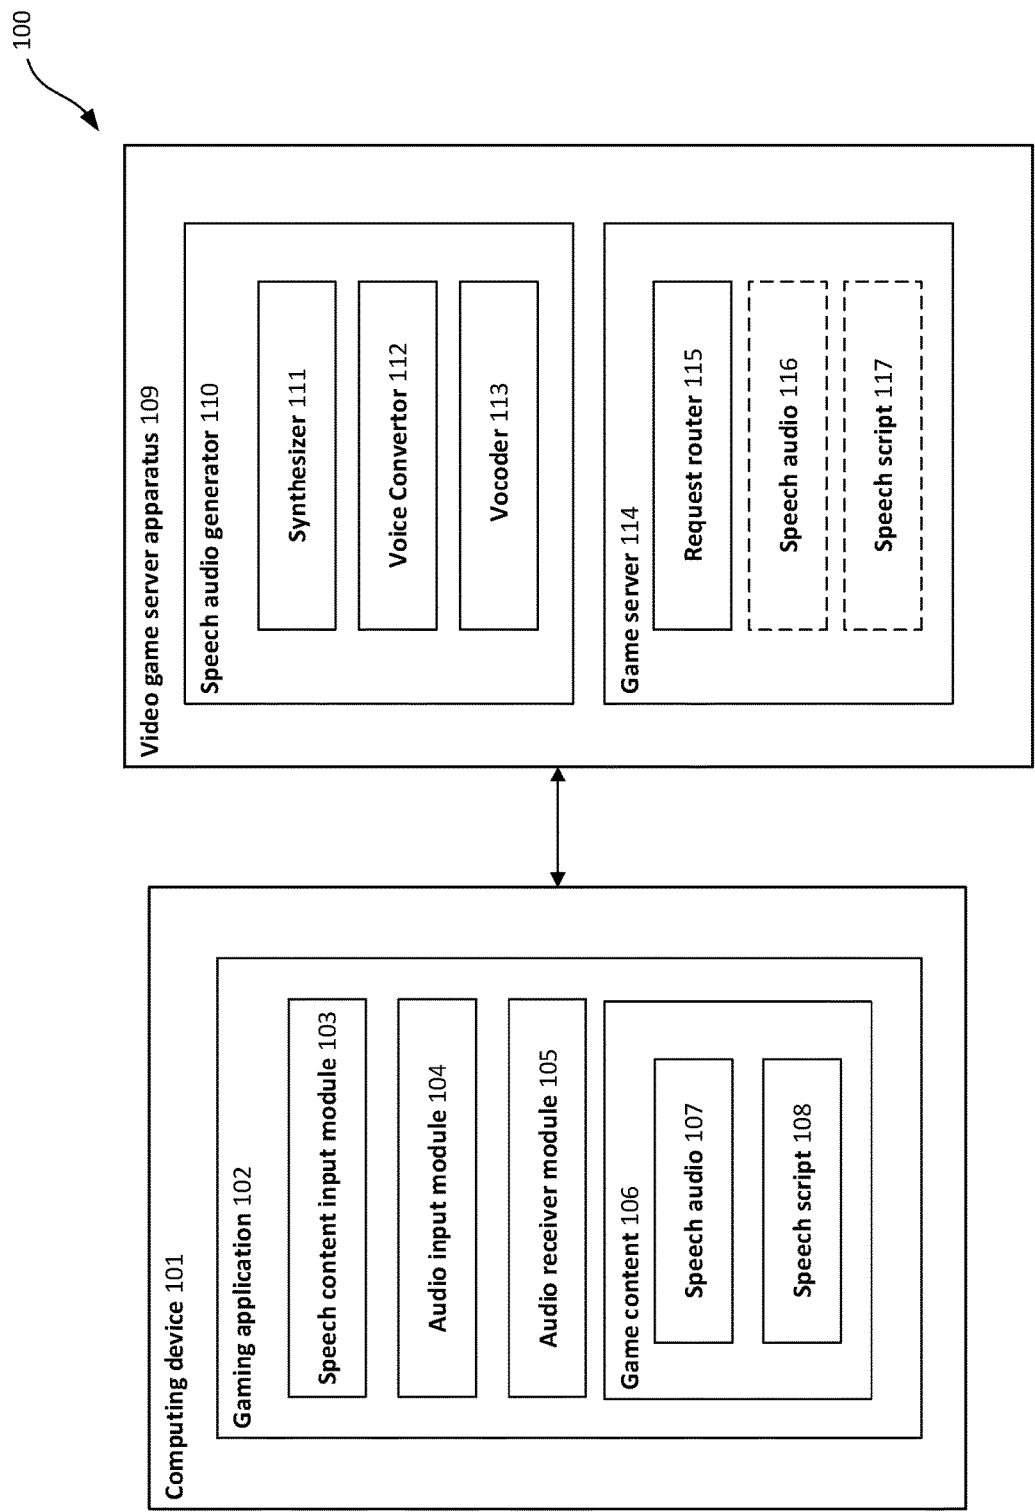 100
Computing device 101
Gaming application 102
Speech content input module 103
Audio input module 104
Audio receiver module 105
Game content 106
Speech audio 107
Speech script 108
Video game server apparatus 109
Speech audio generator 110
Synthesizer 111
Voice Convertor 112
Vocoder 113
Game server 114
Request router 115
Speech audio 116
Speech script 117